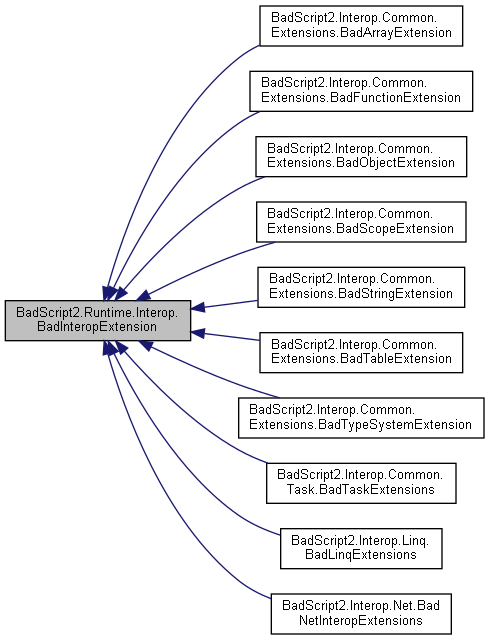 BadScript2.Interop.Common.
Extensions.BadArrayExtension
BadScript2.Interop.Common.
Extensions.BadFunctionExtension
BadScript2.Interop.Common.
Extensions.BadObjectExtension
BadScript2.Interop.Common.
Extensions.BadScopeExtension
BadScript2.Interop.Common.
Extensions.BadStringExtension
BadScript2.Runtime.Interop.
BadInteropExtension
BadScript2.Interop.Common.
Extensions.BadTableExtension
BadScript2.Interop.Common.
Extensions.BadTypeSystemExtension
BadScript2.Interop.Common.
Task.BadTaskExtensions
BadScript2.Interop.Linq.
BadLinqExtensions
BadScript2.Interop.Net.Bad
NetInteropExtensions